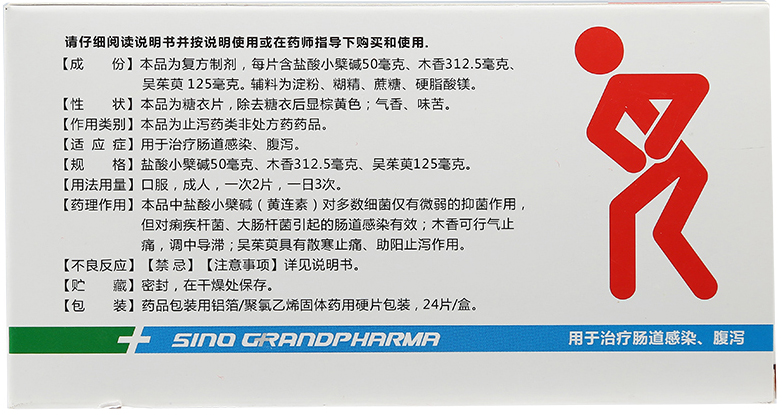 请仔细阅读说明书并按说明使用或在药师指导下购买和使用.
【成 份】本品为复方制剂，每片含盐酸小檗碱50毫克、木香312.5毫克、
吴茱萸125毫克。辅料为淀粉、糊精、蔗糖、硬脂酸镁。
【性 状】本品为糖衣片，除去糖衣后显棕黄色；气香、味苦。
【作用类别】本品为止泻药类非处方药药品。
【适 应 症】用于治疗肠道感染、腹泻。
【规 格】盐酸小檗碱50毫克、木香312.5毫克、吴茱萸125毫克。
【用法用量】口服，成人，一次2片，一日3次。
【药理作用】本品中盐酸小檗碱（黄连素）对多数细菌仅有微弱的抑菌作用，
但对痢疾杆菌、大肠杆菌引起的肠道感染有效；木香可行气止
痛，调中导滞；吴茱萸具有散寒止痛、助阳止泻作用。
【不良反应】【禁 忌】【注意事项】详见说明书。
【贮 藏】密封，在干燥处保存。
【包 装】药品包装用铝箔/聚氯乙烯固体药用硬片包装，24片/盒。
SINO GRANDPHARMA
用于治疗肠道感染、腹泻